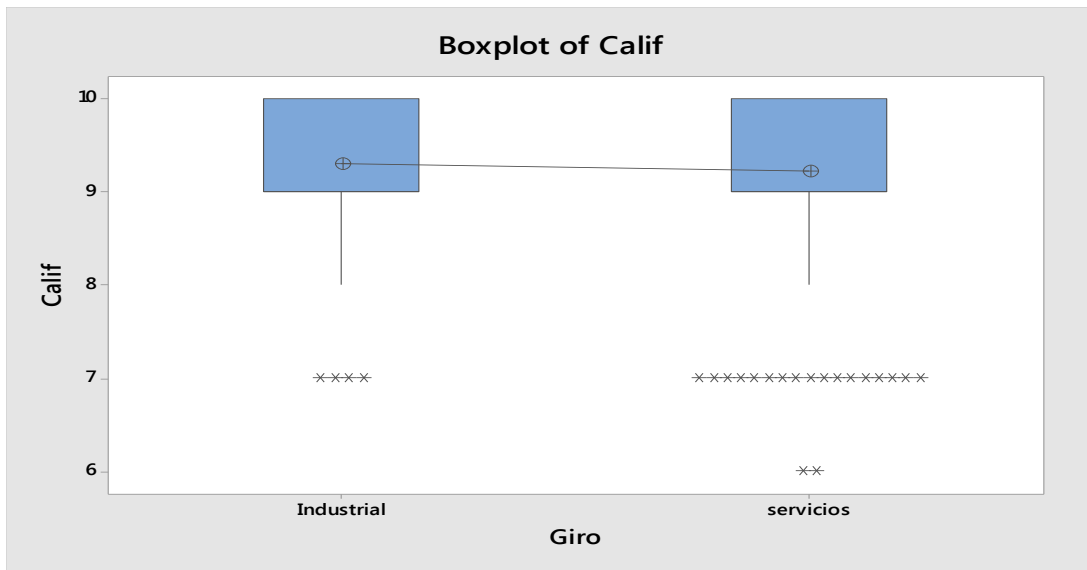 Boxplot of Calif
10
9
8
7
6
Calif
Industrial
servicios
Giro